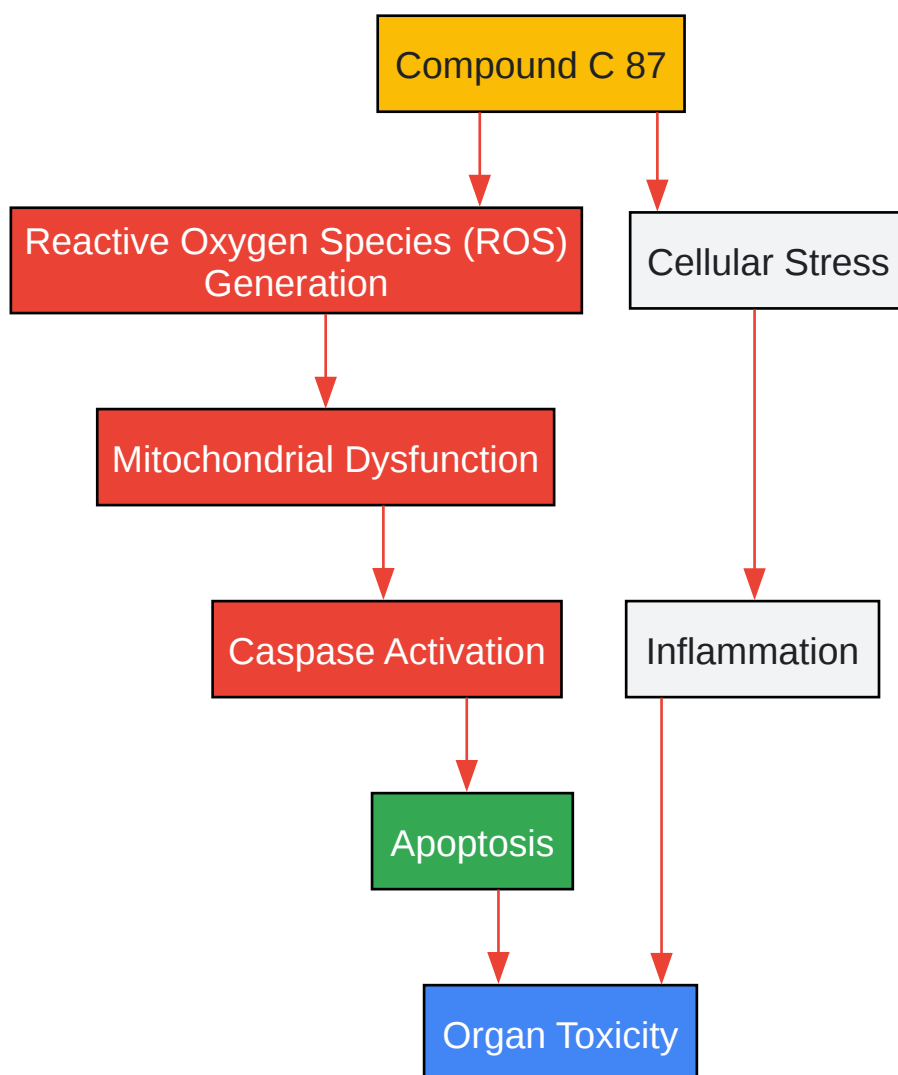 Compound C 87
Reactive Oxygen Species (ROS)
Generation
Cellular Stress
Mitochondrial Dysfunction
Caspase Activation
Inflammation
Apoptosis
Organ Toxicity